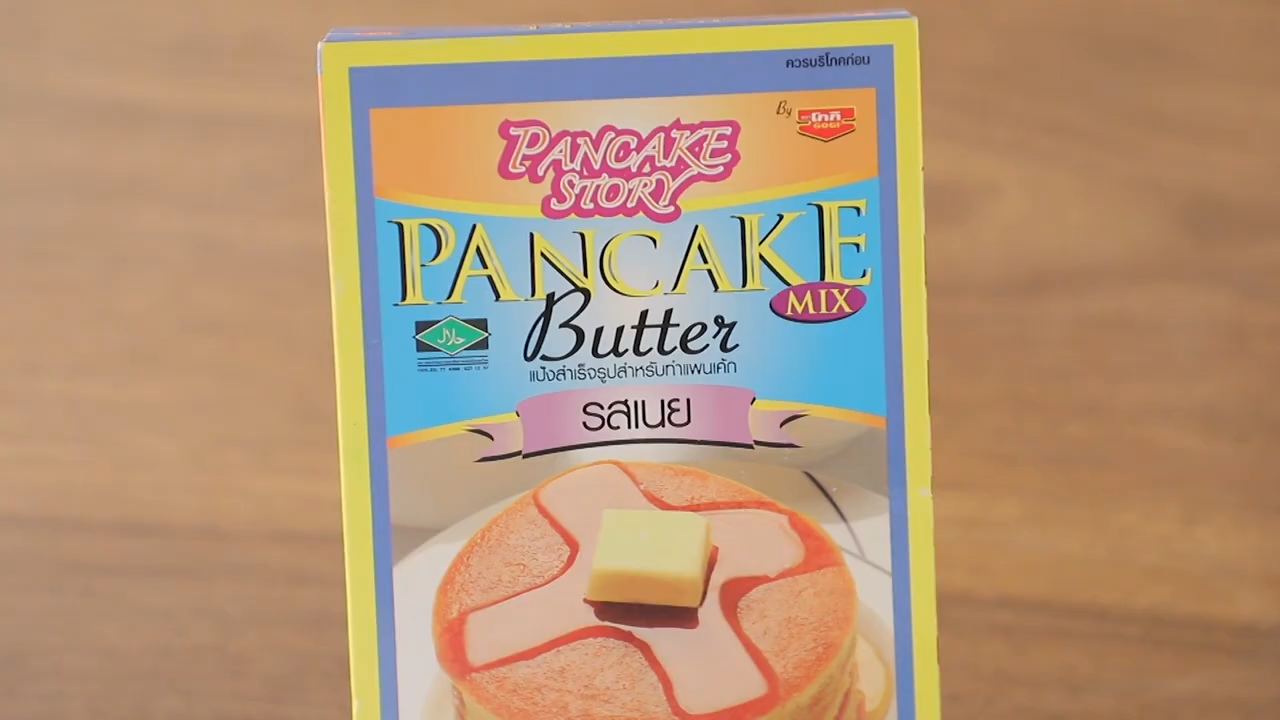 ควรบริโภคก่อน
By
โกกิ
GOGI
PANCAKE
STORY
PANCAKE
MIX
Butter
حلال
แป้งสำเร็จรูปสำหรับทำแพนเค้ก
รสเนย